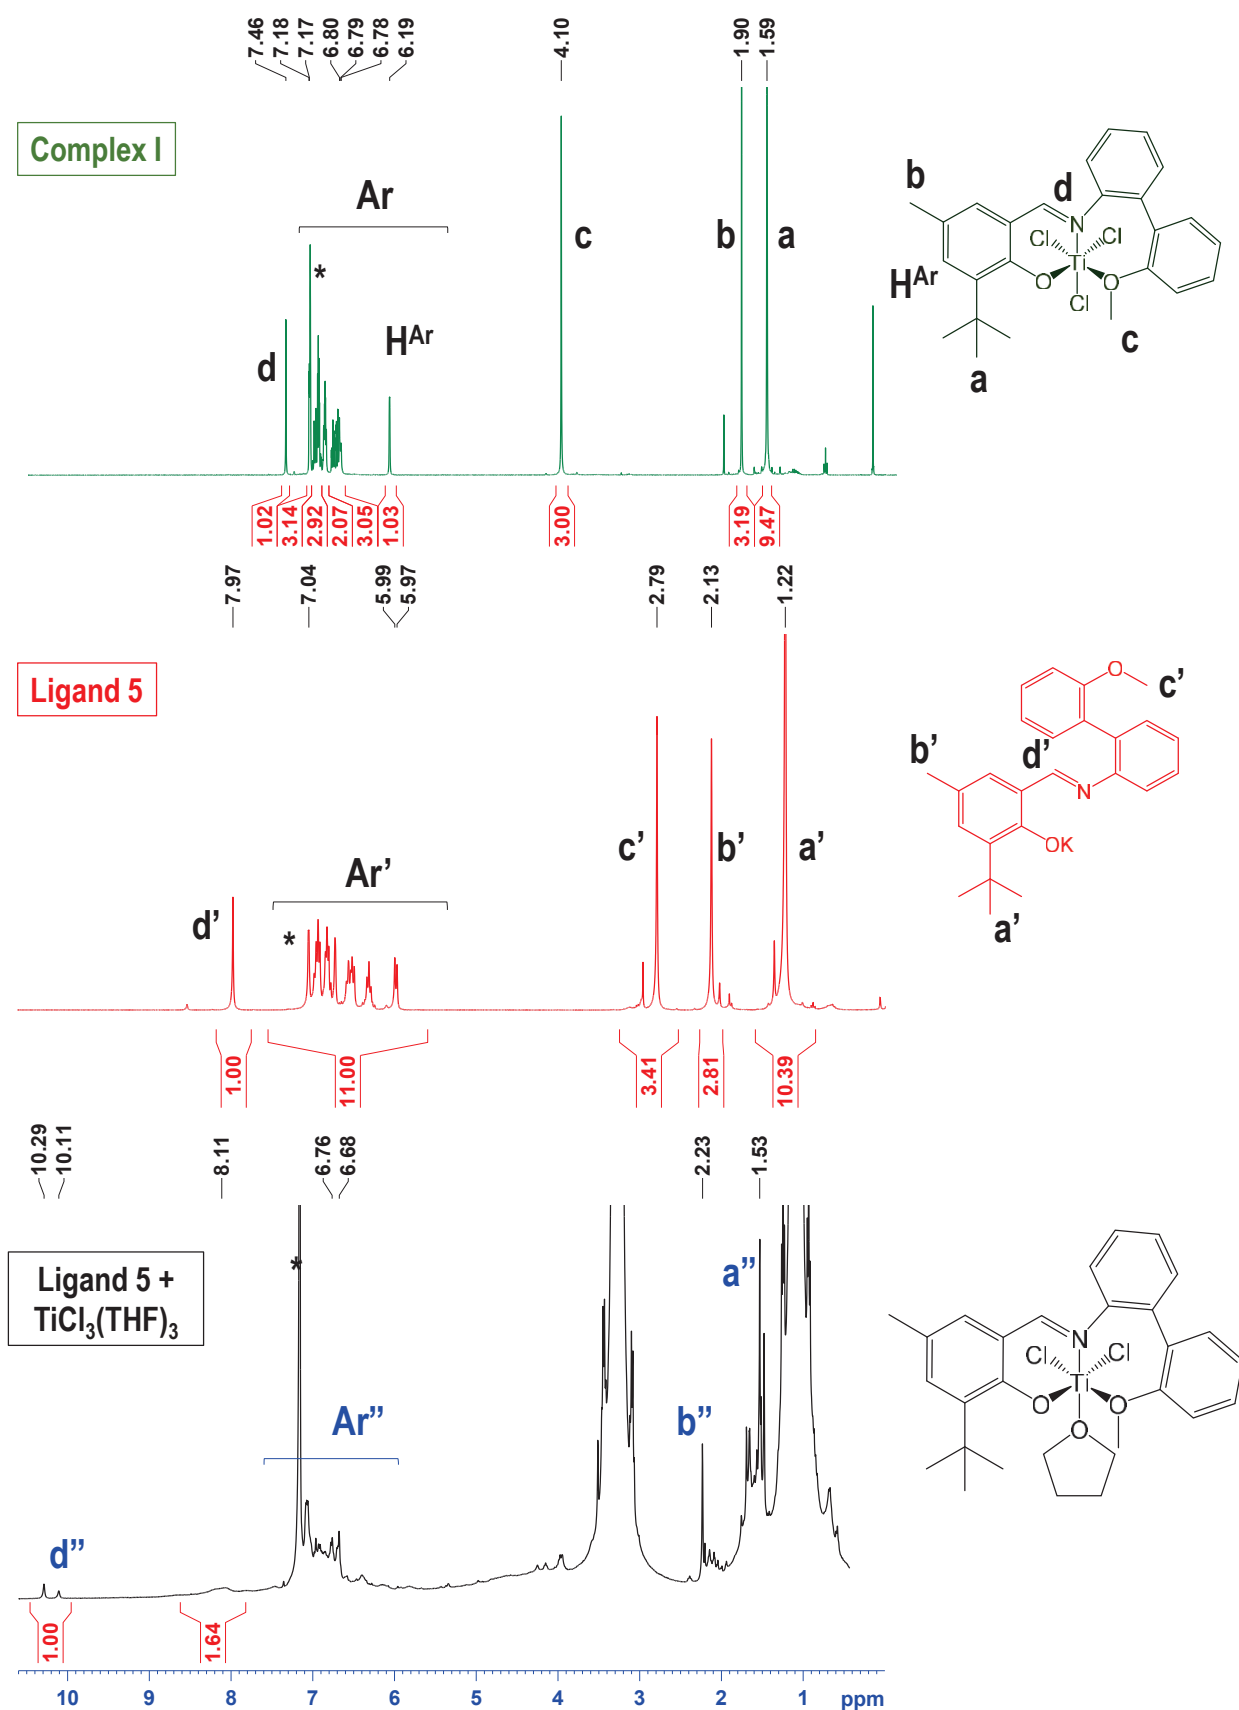 7.46
7.18
7.17
6.80
6.79
6.78
6.19
4.10
1.90
1.59
Complex I
Ar
*
d
H^Ar
c
b
a
b
d
N
Cl
Cl
Ti
O
O
Cl
H^Ar
c
a
1.02
3.14
2.92
2.07
3.05
1.03
3.00
3.19
9.47
7.97
7.04
5.99
5.97
2.79
2.13
1.22
Ligand 5
Ar’
d’
*
c’
b’
a’
O
c’
b’
d’
N
OK
a’
1.00
11.00
3.41
2.81
10.39
10.29
10.11
8.11
6.76
6.68
2.23
1.53
Ligand 5 +
TiCl₃(THF)₃
*
a”
Ar”
b”
d”
N
Cl
Cl
Ti
O
O
O
1.00
1.64
10 9 8 7 6 5 4 3 2 1 ppm